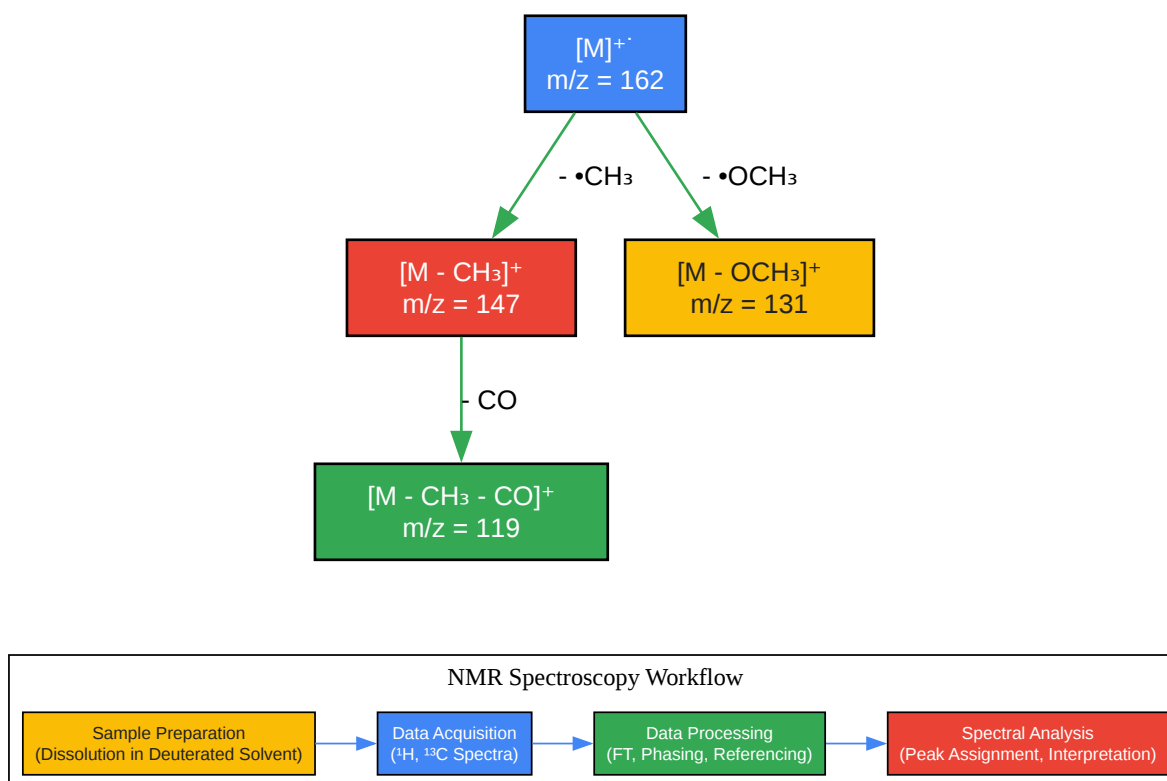 [M]⁺˙
m/z = 162
- •CH₃
- •OCH₃
[M - CH₃]⁺
m/z = 147
[M - OCH₃]⁺
m/z = 131
- CO
[M - CH₃ - CO]⁺
m/z = 119
NMR Spectroscopy Workflow
Sample Preparation
(Dissolution in Deuterated Solvent)
Data Acquisition
(¹H, ¹³C Spectra)
Data Processing
(FT, Phasing, Referencing)
Spectral Analysis
(Peak Assignment, Interpretation)